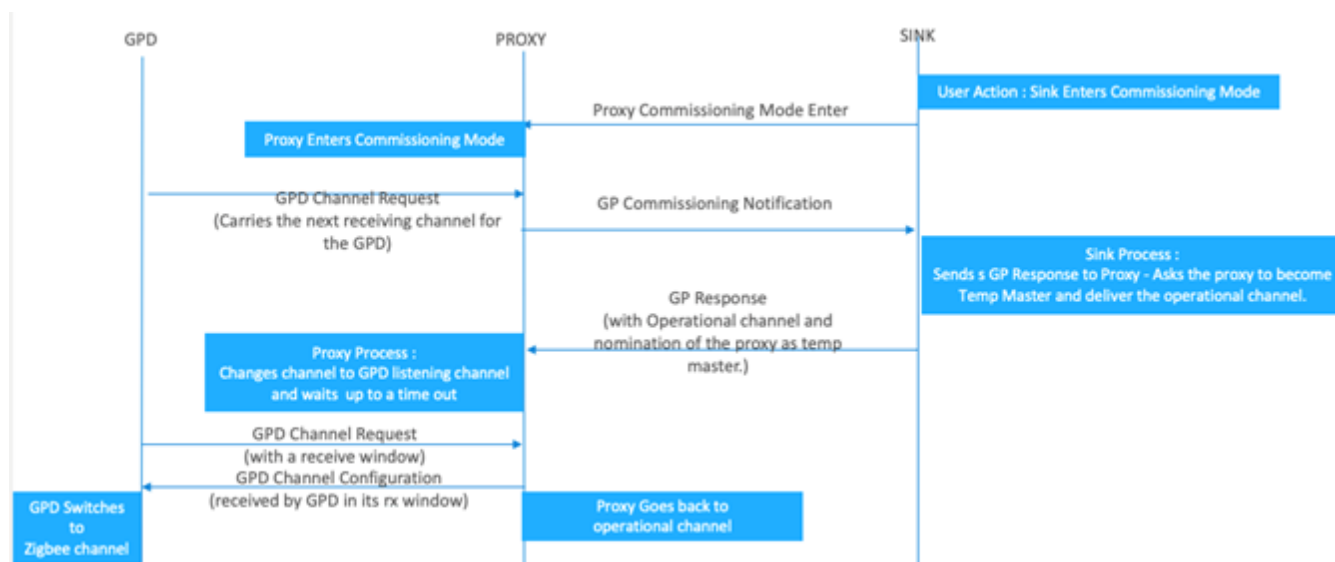 GPD
PROXY
SINK
User Action : Sink Enters Commissioning Mode
Proxy Commissioning Mode Enter
Proxy Enters Commissioning Mode
GPD Channel Request
(Carries the next receiving channel for
the GPD)
GP Commissioning Notification
Sink Process :
Sends s GP Response to Proxy - Asks the proxy to become
Temp Master and deliver the operational channel.
GP Response
(with Operational channel and
nomination of the proxy as temp
master.)
Proxy Process :
Changes channel to GPD listening channel
and waits up to a time out
GPD Channel Request
(with a receive window)
GPD Channel Configuration
(received by GPD in its rx window)
GPD Switches
to
Zigbee channel
Proxy Goes back to
operational channel